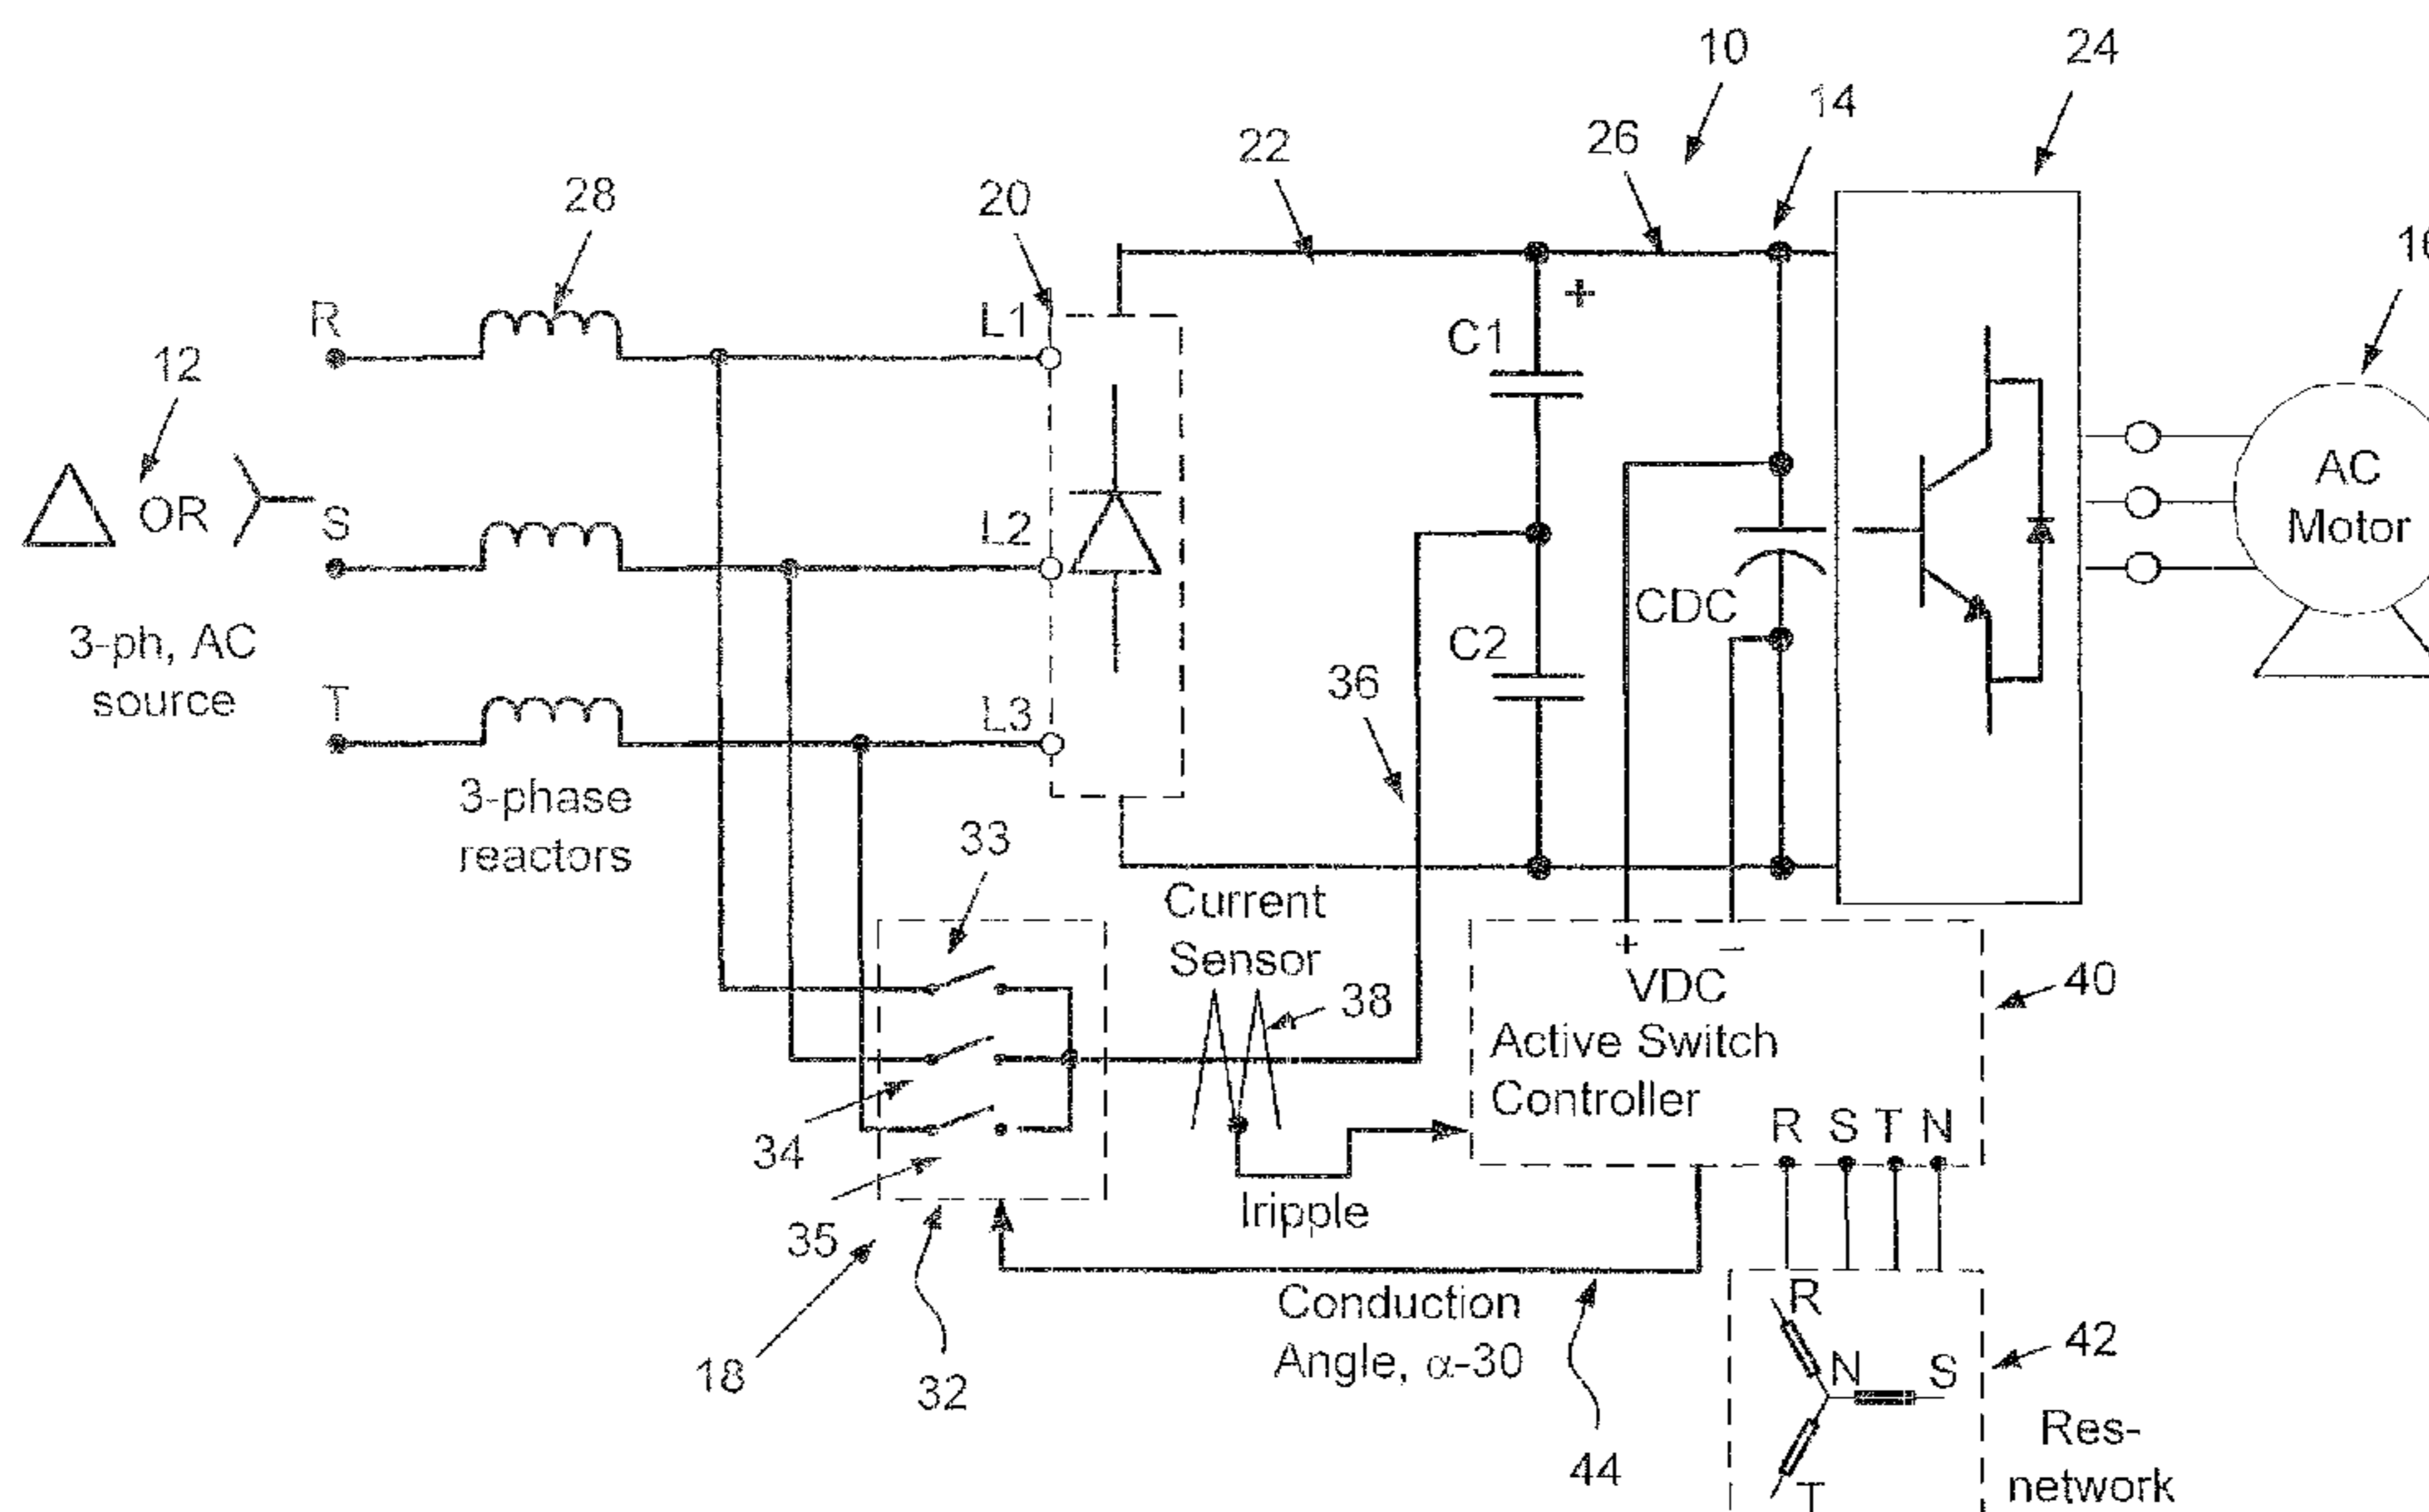 10
24
14
26
22
28
20
16
R
L1
+
C1
12
OR
S
L2
AC
Motor
CDC
3-ph, AC
source
C2
36
T
L3
3-phase
reactors
33
Current
Sensor
+ –
VDC
40
38
Active Switch
Controller
34
R S T N
Iripple
35
Conduction
Angle, α-30
18
32
44
R
N S
T
42
Res-
network